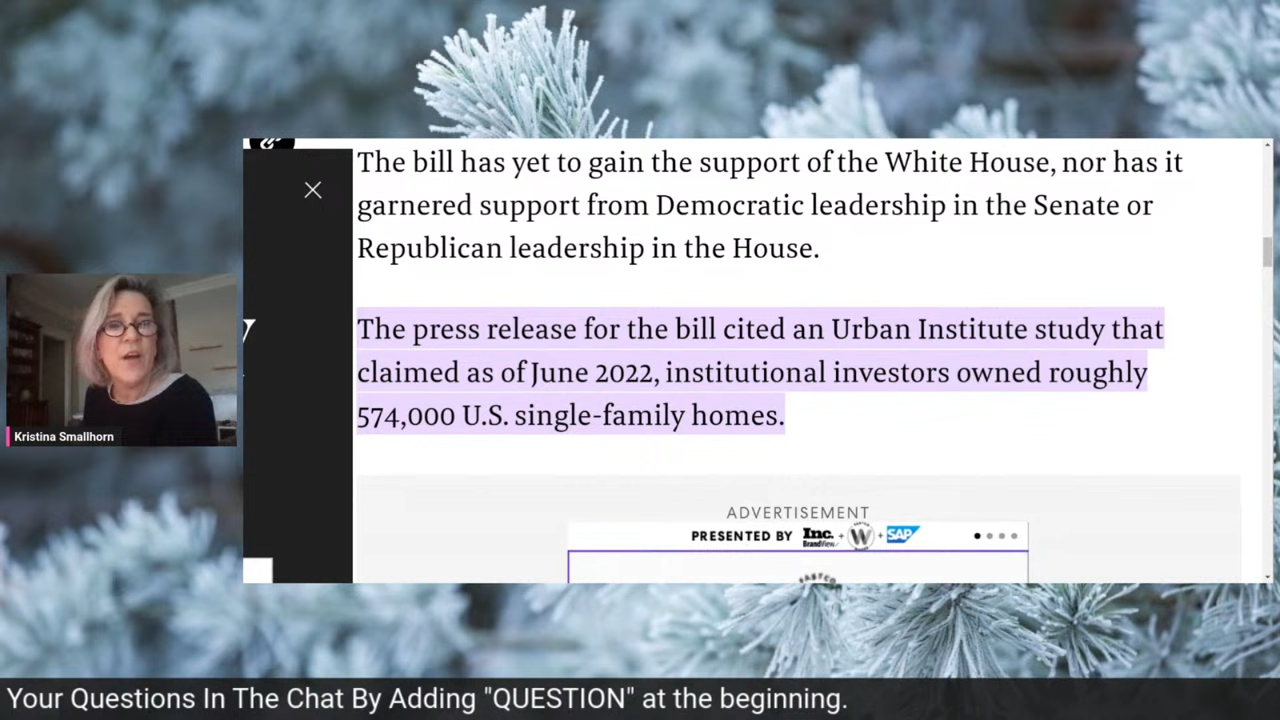 The bill has yet to gain the support of the White House, nor has it
garnered support from Democratic leadership in the Senate or
Republican leadership in the House.
The press release for the bill cited an Urban Institute study that
claimed as of June 2022, institutional investors owned roughly
574,000 U.S. single-family homes.
Kristina Smallhorn
ADVERTISEMENT
PRESENTED BY Inc. BrandView + W + SAP
Your Questions In The Chat By Adding "QUESTION" at the beginning.